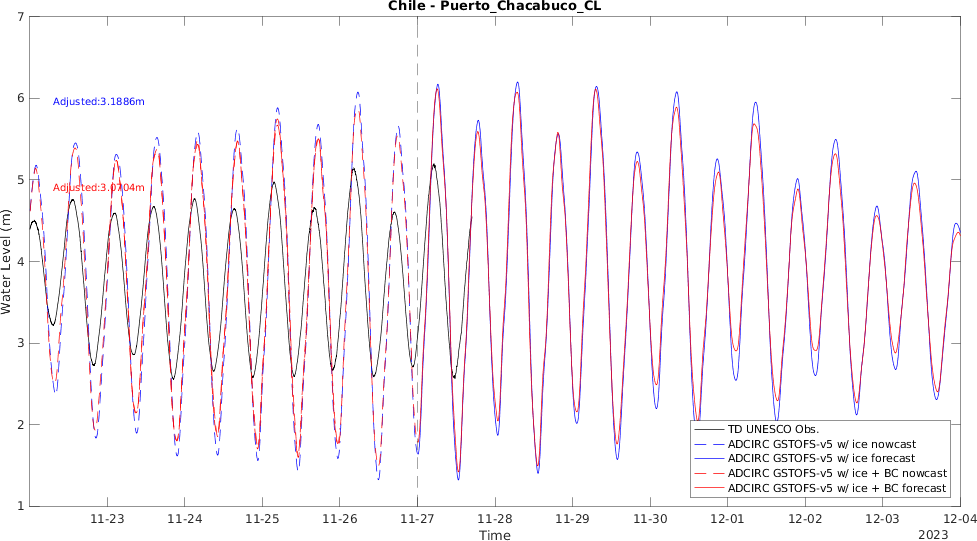 Chile - Puerto_Chacabuco_CL
7
6
5
4
3
2
1
Water Level (m)
Adjusted:3.1886m
Adjusted:3.0704m
TD UNESCO Obs.
ADCIRC GSTOFS-v5 w/ ice nowcast
ADCIRC GSTOFS-v5 w/ ice forecast
ADCIRC GSTOFS-v5 w/ ice + BC nowcast
ADCIRC GSTOFS-v5 w/ ice + BC forecast
11-23 11-24 11-25 11-26 11-27 11-28 11-29 11-30 12-01 12-02 12-03 12-04
Time
2023